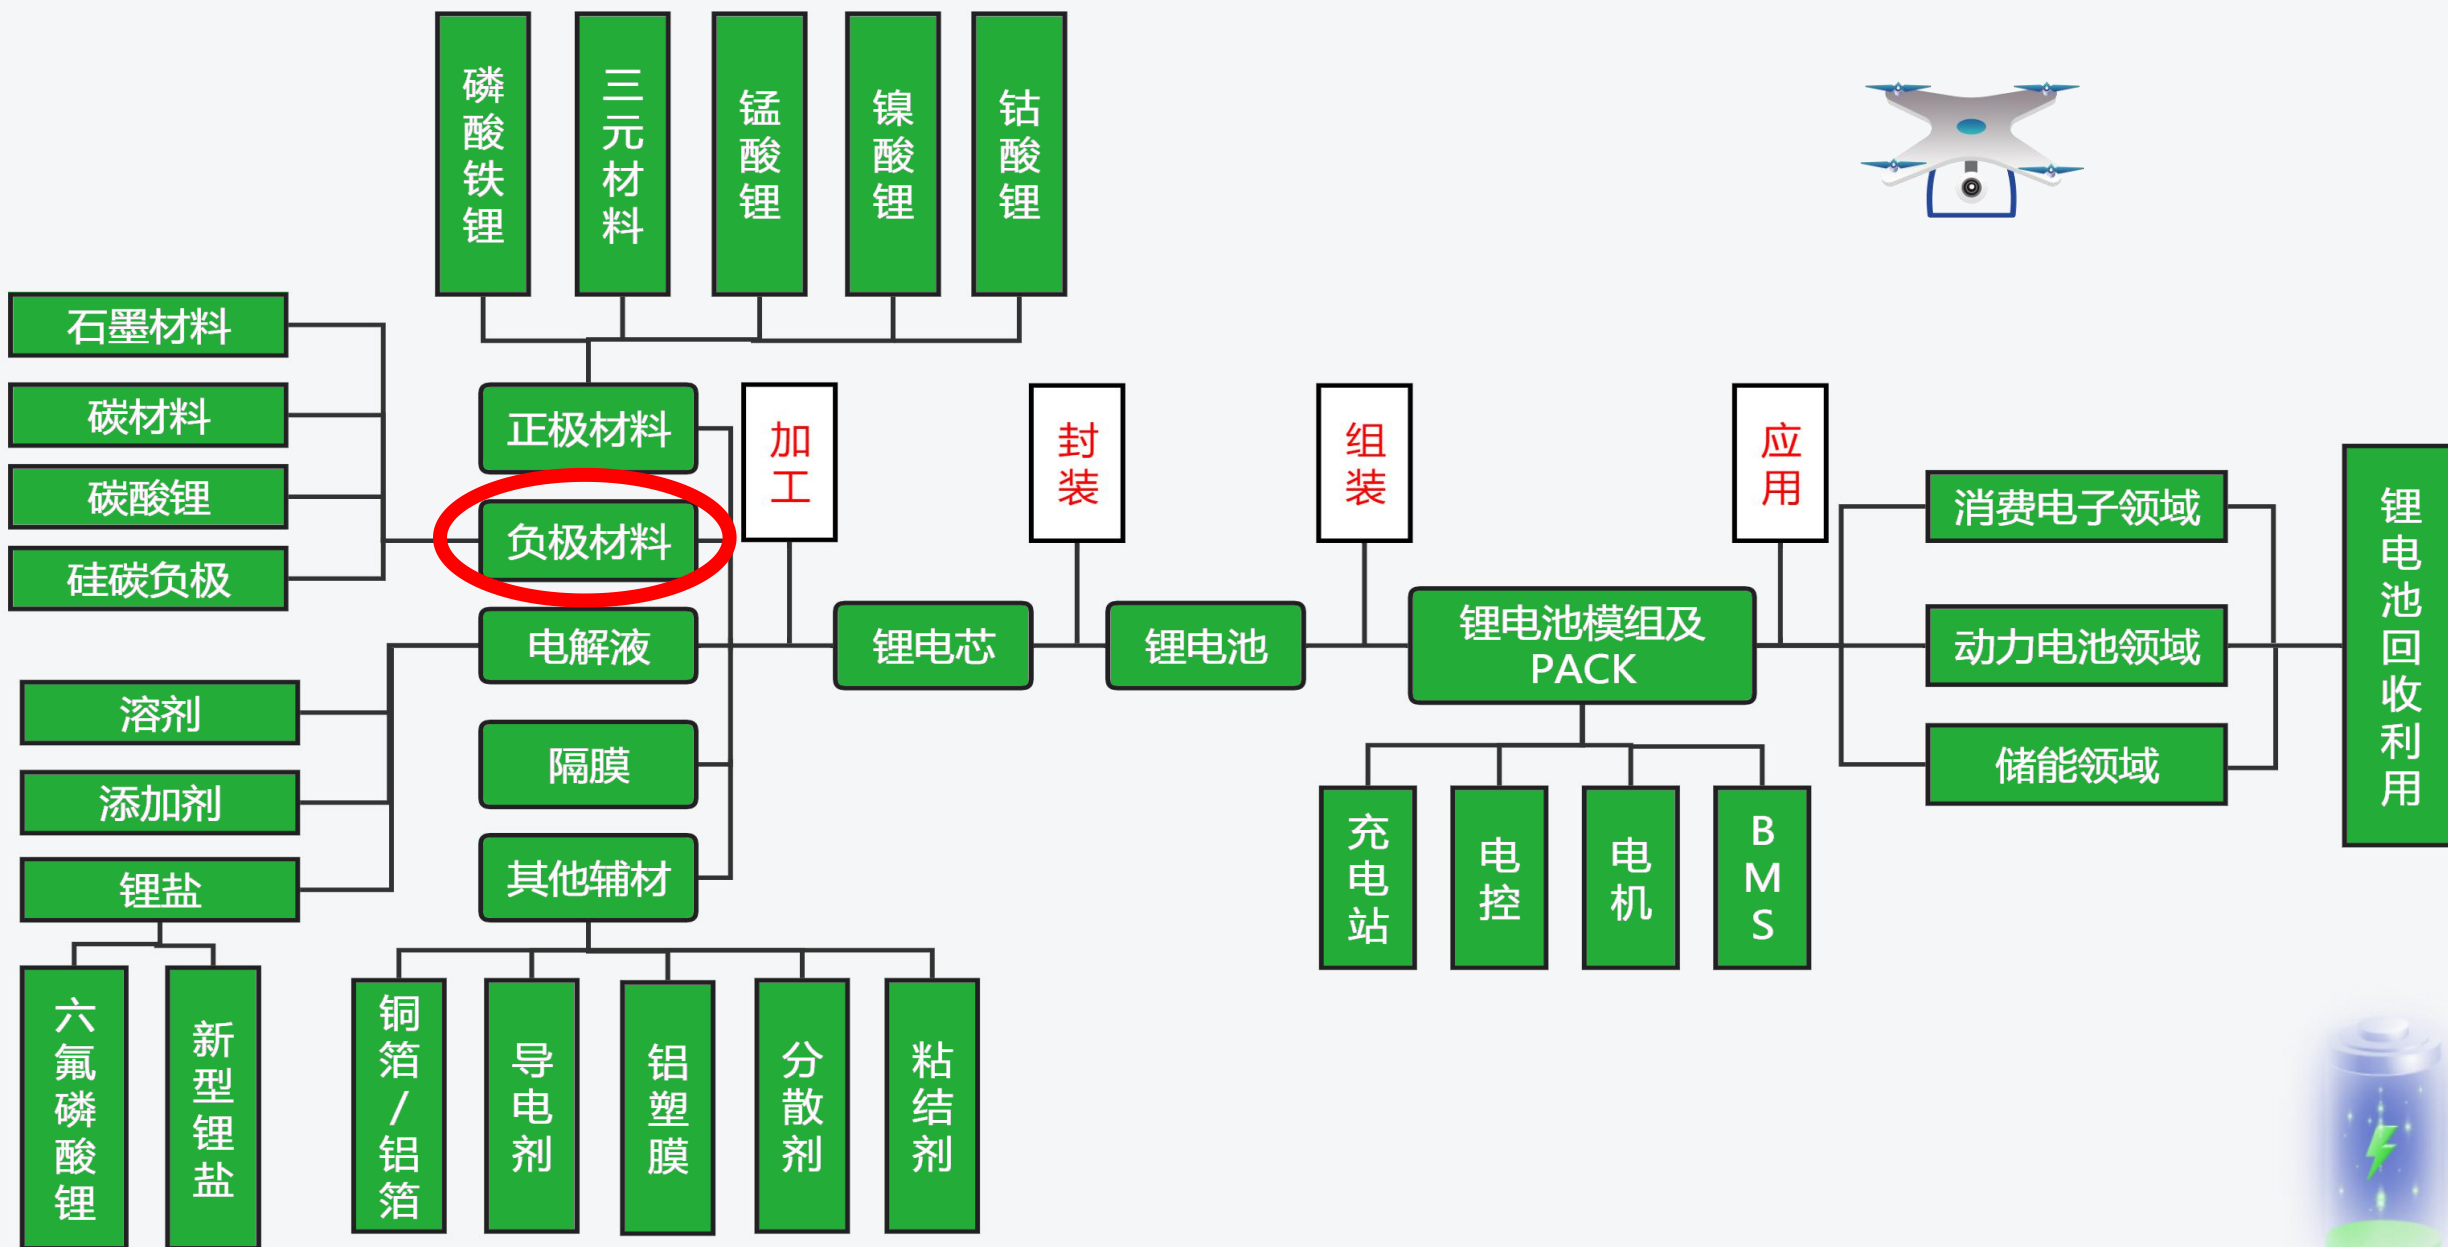 磷酸铁锂
三元材料
锰酸锂
镍酸锂
钴酸锂
石墨材料
碳材料
碳酸锂
硅碳负极
正极材料
负极材料
电解液
隔膜
其他辅材
加工
封装
组装
应用
锂电芯
锂电池
锂电池模组及
PACK
消费电子领域
动力电池领域
储能领域
锂电池回收利用
溶剂
添加剂
锂盐
六氟磷酸锂
新型锂盐
铜箔/铝箔
导电剂
铝塑膜
分散剂
粘结剂
充电站
电控
电机
BMS